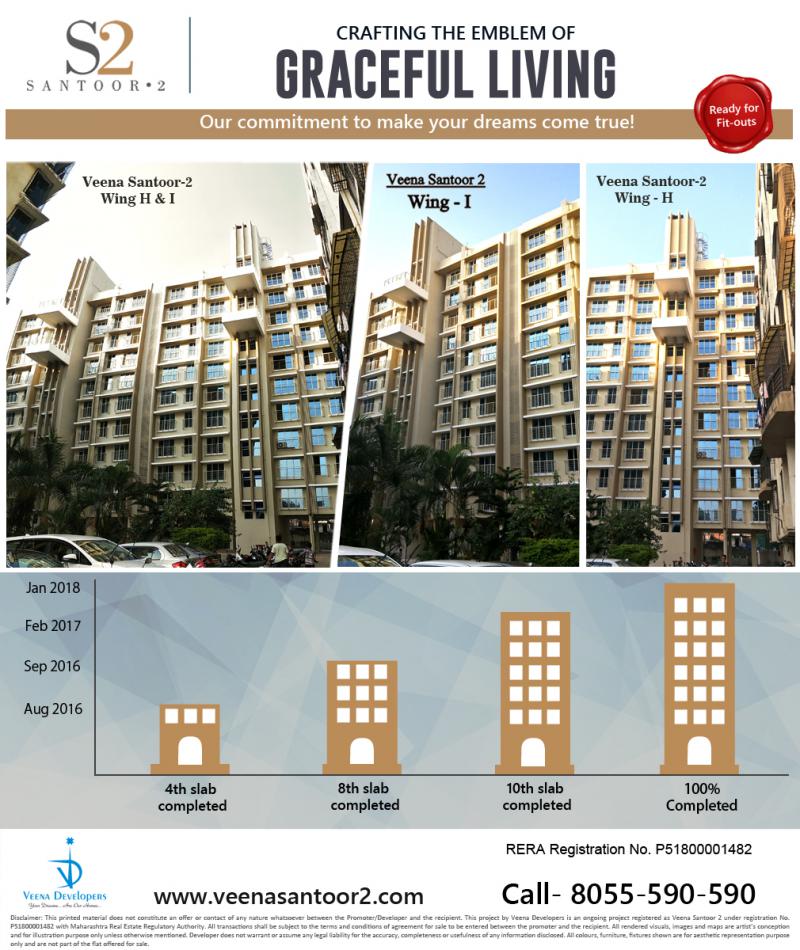 S2
SANTOOR•2
CRAFTING THE EMBLEM OF
GRACEFUL LIVING
Our commitment to make your dreams come true!
Ready for
Fit-outs
Veena Santoor-2
Wing H & I
Veena Santoor 2
Wing - I
Veena Santoor-2
Wing - H
Jan 2018
Feb 2017
Sep 2016
Aug 2016
4th slab
completed
8th slab
completed
10th slab
completed
100%
Completed
VEENA DEVELOPERS
Your Dreams... Are Our Homes...
www.veenasantoor2.com
RERA Registration No. P51800001482
Call- 8055-590-590
Disclaimer: This printed material does not constitute an offer or contact of any nature whatsoever between the Promoter/Developer and the recipient. This project by Veena Developers is an ongoing project registered as Veena Santoor 2 under registration No.
P51800001482 with Maharashtra Real Estate Regulatory Authority. All transactions shall be subject to the terms and conditions of agreement for sale to be entered between the promoter and the recipient. All rendered visuals, images and maps are artist's conception
and for illustration purpose only unless otherwise mentioned. Developer does not warrant or assume any legal liability for the accuracy, completeness or usefulness of any information disclosed. All colours, furniture, fixtures shown are for aesthetic representation purpose
only and are not part of the flat offered for sale.